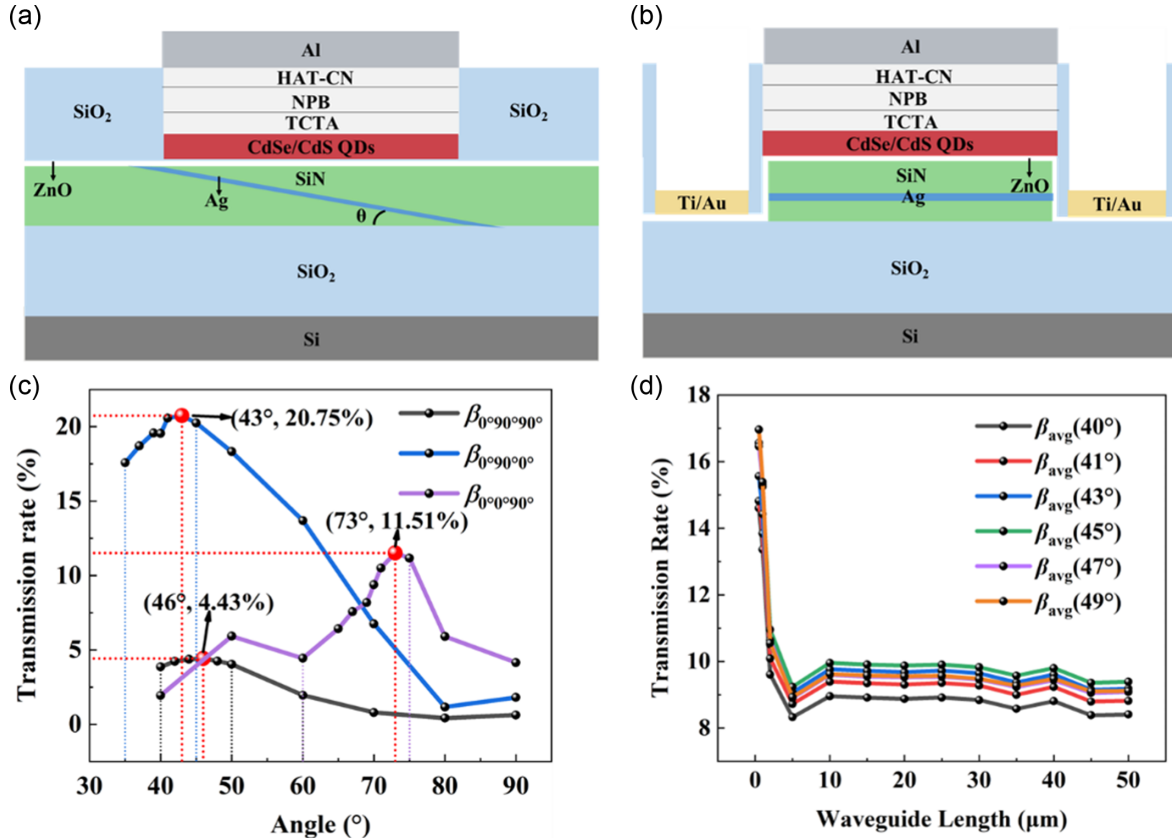 (a)
Al
HAT-CN
NPB
TCTA
CdSe/CdS QDs
SiO₂
SiO₂
ZnO
SiN
Ag
θ
SiO₂
Si
(b)
Al
HAT-CN
NPB
TCTA
CdSe/CdS QDs
SiN
ZnO
Ag
Ti/Au
Ti/Au
SiO₂
Si
(c)
Transmission rate (%)
20
15
10
5
0
(43°, 20.75%)
(73°, 11.51%)
(46°, 4.43%)
β0°90°90°
β0°90°0°
β0°0°90°
30 40 50 60 70 80 90
Angle (°)
(d)
Transmission Rate (%)
18
16
14
12
10
8
βavg(40°)
βavg(41°)
βavg(43°)
βavg(45°)
βavg(47°)
βavg(49°)
0 10 20 30 40 50
Waveguide Length (μm)